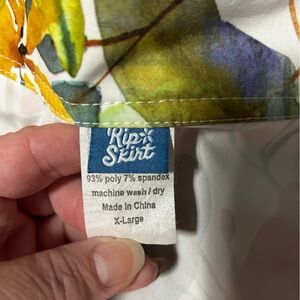 Rip
Skirt
93% poly 7% spandex
machine wash / dry
Made in China
X-Large